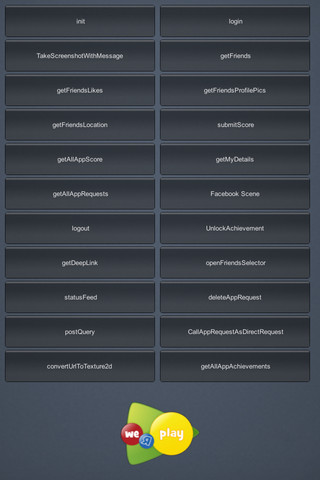 init
login
TakeScreenshotWithMessage
getFriends
getFriendsLikes
getFriendsProfilePics
getFriendsLocation
submitScore
getAllAppScore
getMyDetails
getAllAppRequests
Facebook Scene
logout
UnlockAchievement
getDeepLink
openFriendsSelector
statusFeed
deleteAppRequest
postQuery
CallAppRequestAsDirectRequest
convertUrlToTexture2d
getAllAppAchievements
we play